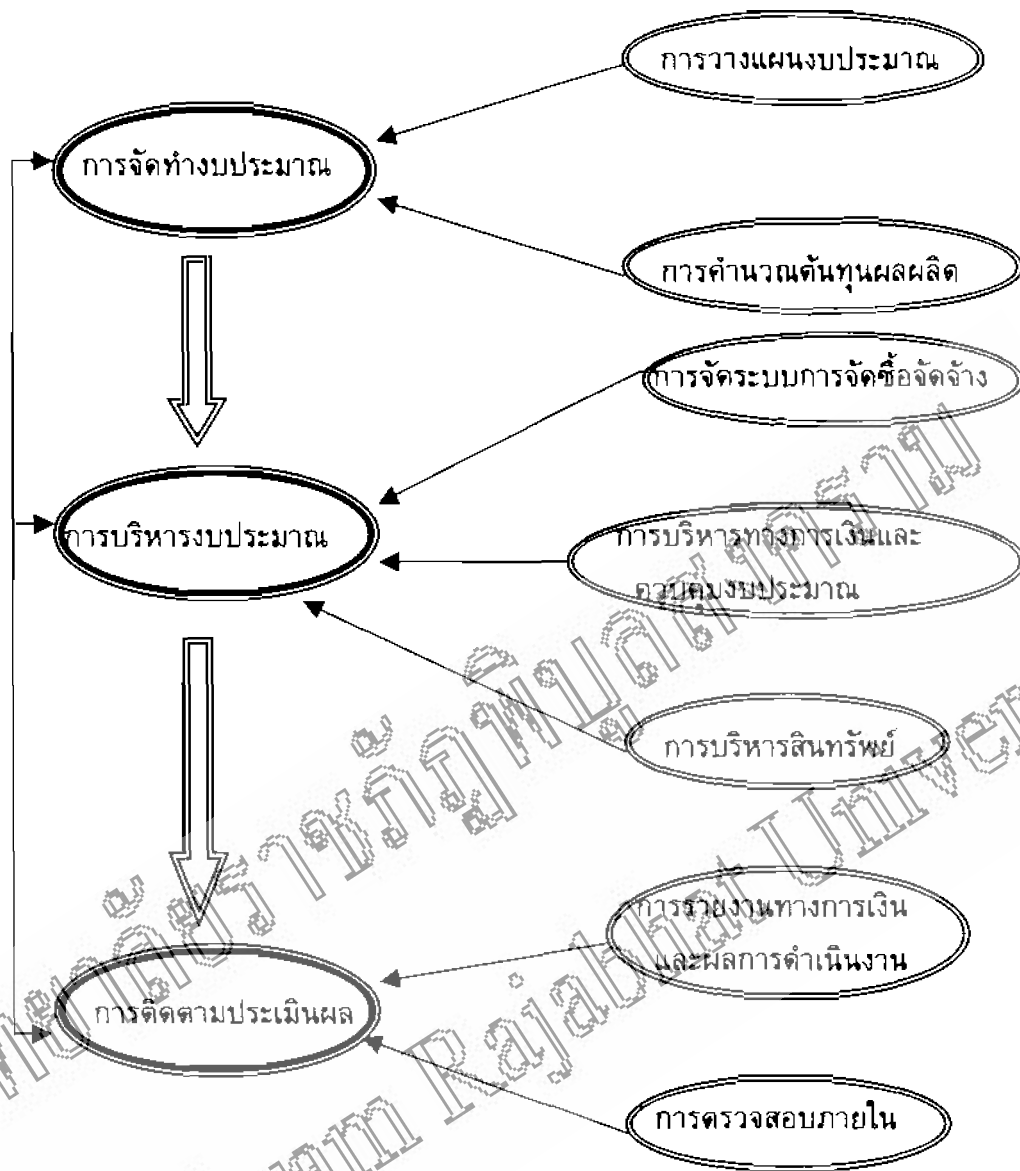 การวางแผนงบประมาณ
การจัดทำงบประมาณ
การคำนวณต้นทุนผลผลิต
การจัดระบบการจัดซื้อจัดจ้าง
การบริหารงบประมาณ
การบริหารทางการเงินและ
ควบคุมงบประมาณ
การบริหารสินทรัพย์
การรายงานทางการเงิน
และผลการดำเนินงาน
การติดตามประเมินผล
การตรวจสอบภายใน
Rajabhat